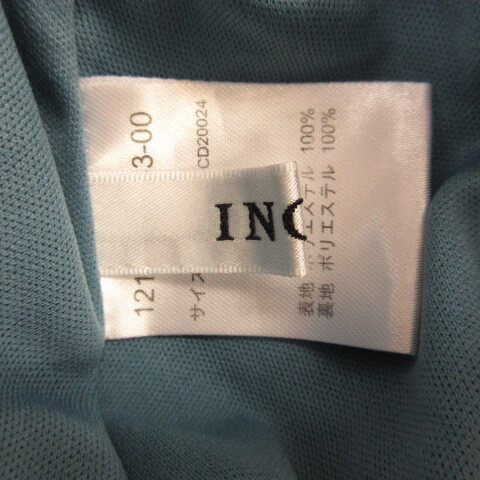 INC
121 3-00
サイズ CD20024
表地 ポリエステル 100%
裏地 ポリエステル 100%